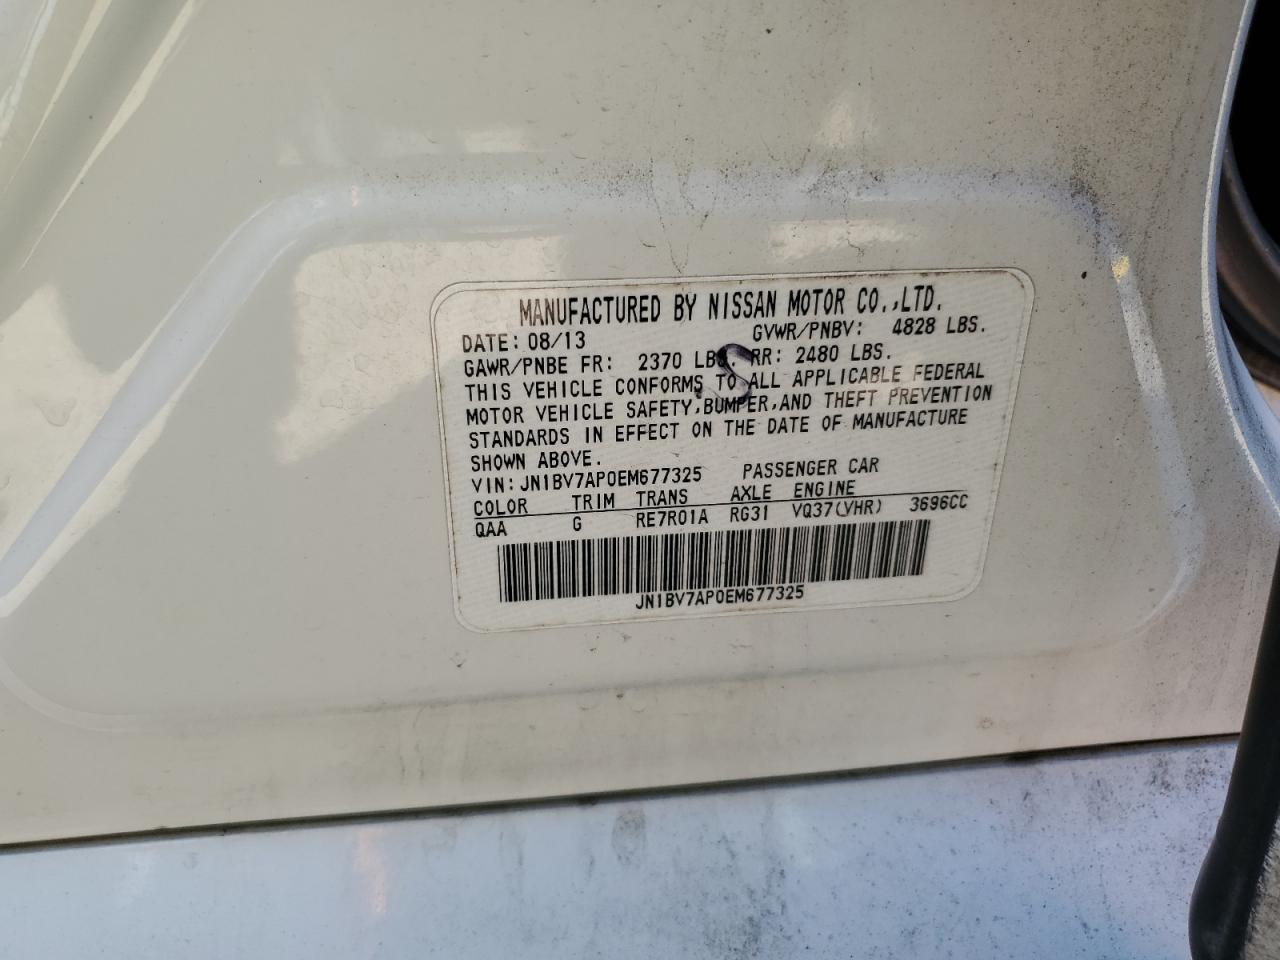 MANUFACTURED BY NISSAN MOTOR CO.,LTD.
DATE: 08/13 GVWR/PNBV: 4828 LBS.
GAWR/PNBE FR: 2370 LBS. RR: 2480 LBS.
S
THIS VEHICLE CONFORMS TO ALL APPLICABLE FEDERAL
MOTOR VEHICLE SAFETY,BUMPER,AND THEFT PREVENTION
STANDARDS IN EFFECT ON THE DATE OF MANUFACTURE
SHOWN ABOVE.
VIN: JN1BV7AP0EM677325 PASSENGER CAR
COLOR TRIM TRANS AXLE ENGINE
QAA G RE7R01A RG31 VQ37(VHR) 3696CC
JN1BV7AP0EM677325